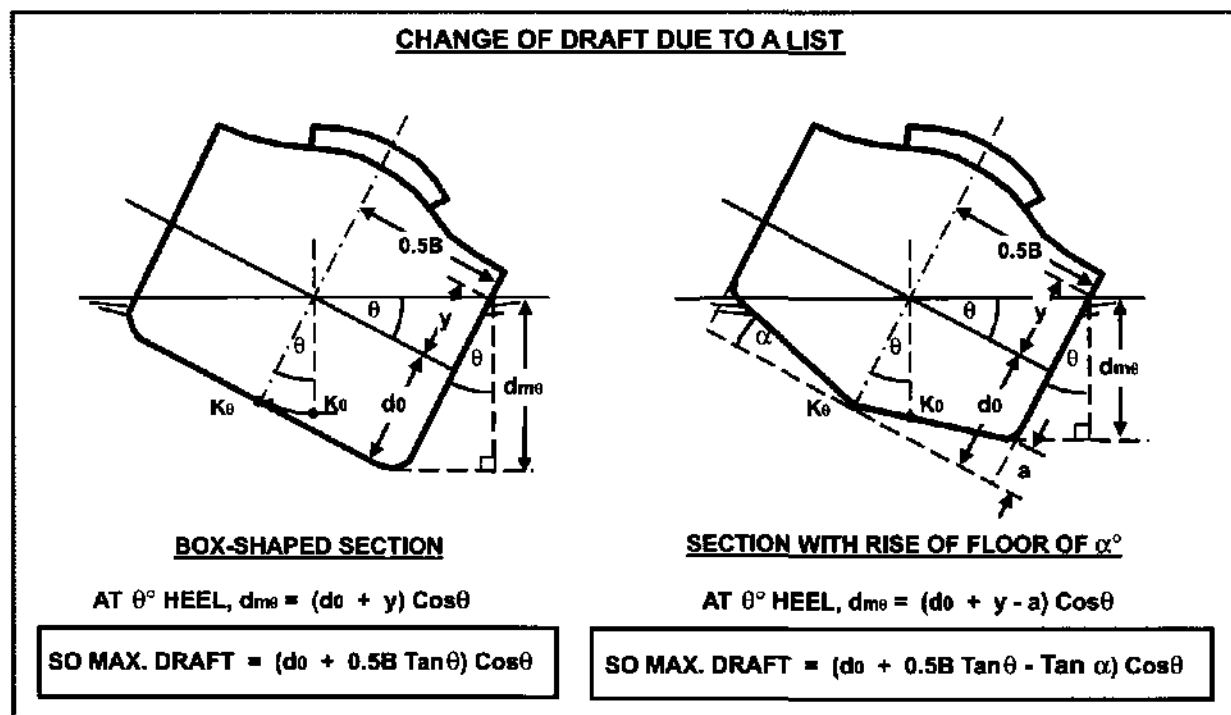 CHANGE OF DRAFT DUE TO A LIST
0.5B
θ
y
θ
θ
dmθ
Kθ
K0
d0
0.5B
θ
y
α
θ
θ
dmθ
Kθ
K0
d0
a
BOX-SHAPED SECTION
AT θ° HEEL, dmθ = (d0 + y) Cosθ
SO MAX. DRAFT = (d0 + 0.5B Tanθ) Cosθ
SECTION WITH RISE OF FLOOR OF α°
AT θ° HEEL, dmθ = (d0 + y - a) Cosθ
SO MAX. DRAFT = (d0 + 0.5B Tanθ - Tan α) Cosθ